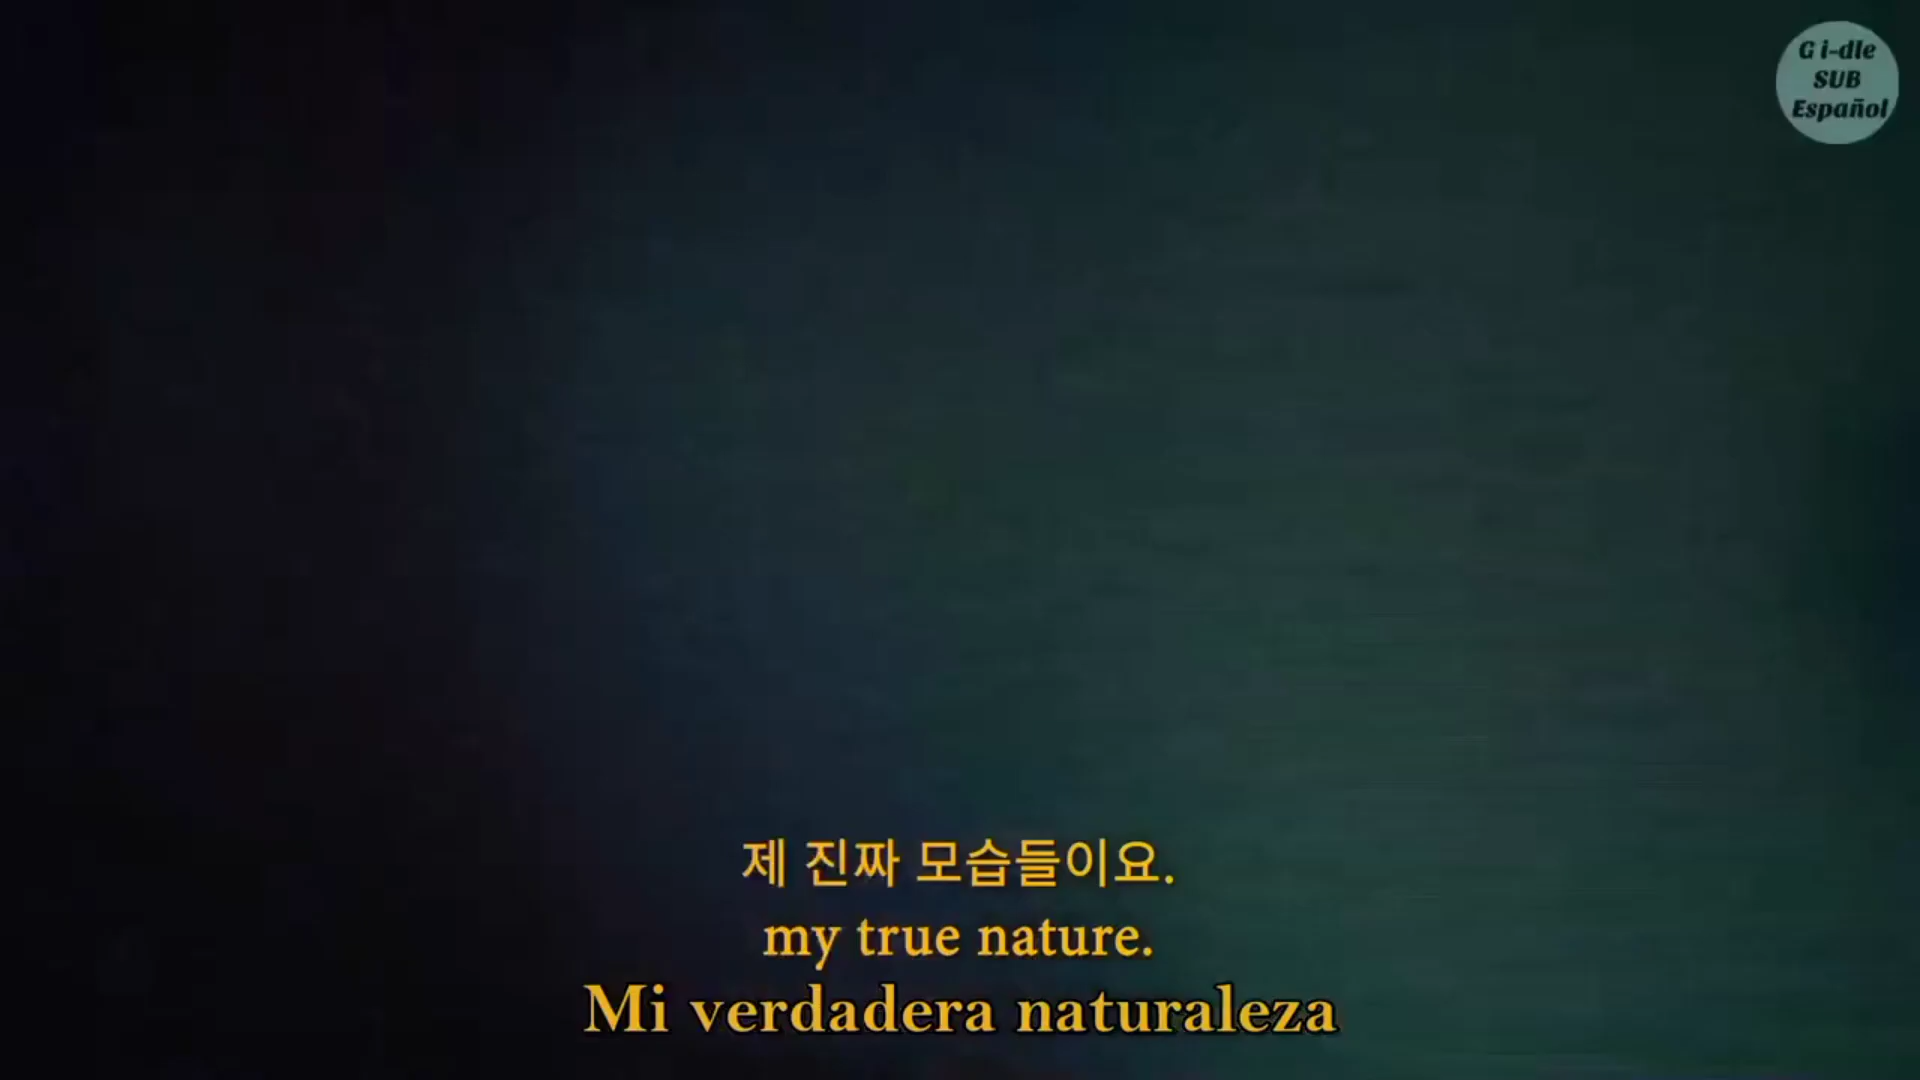 G i-dle
SUB
Español
제 진짜 모습들이요.
my true nature.
Mi verdadera naturaleza